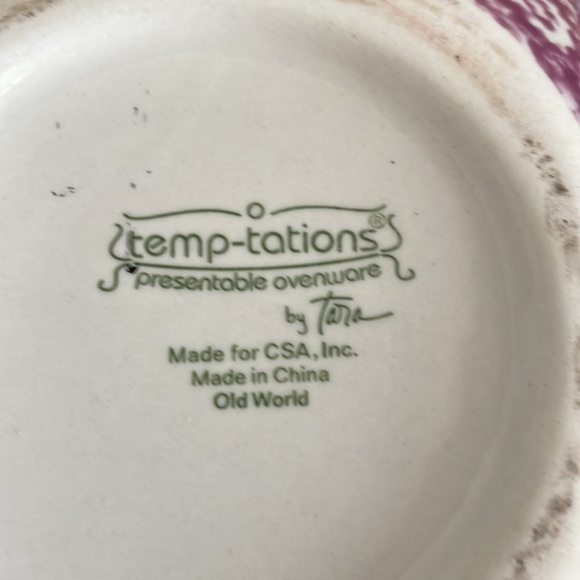 temp-tations®
presentable ovenware
by Tara
Made for CSA, Inc.
Made in China
Old World